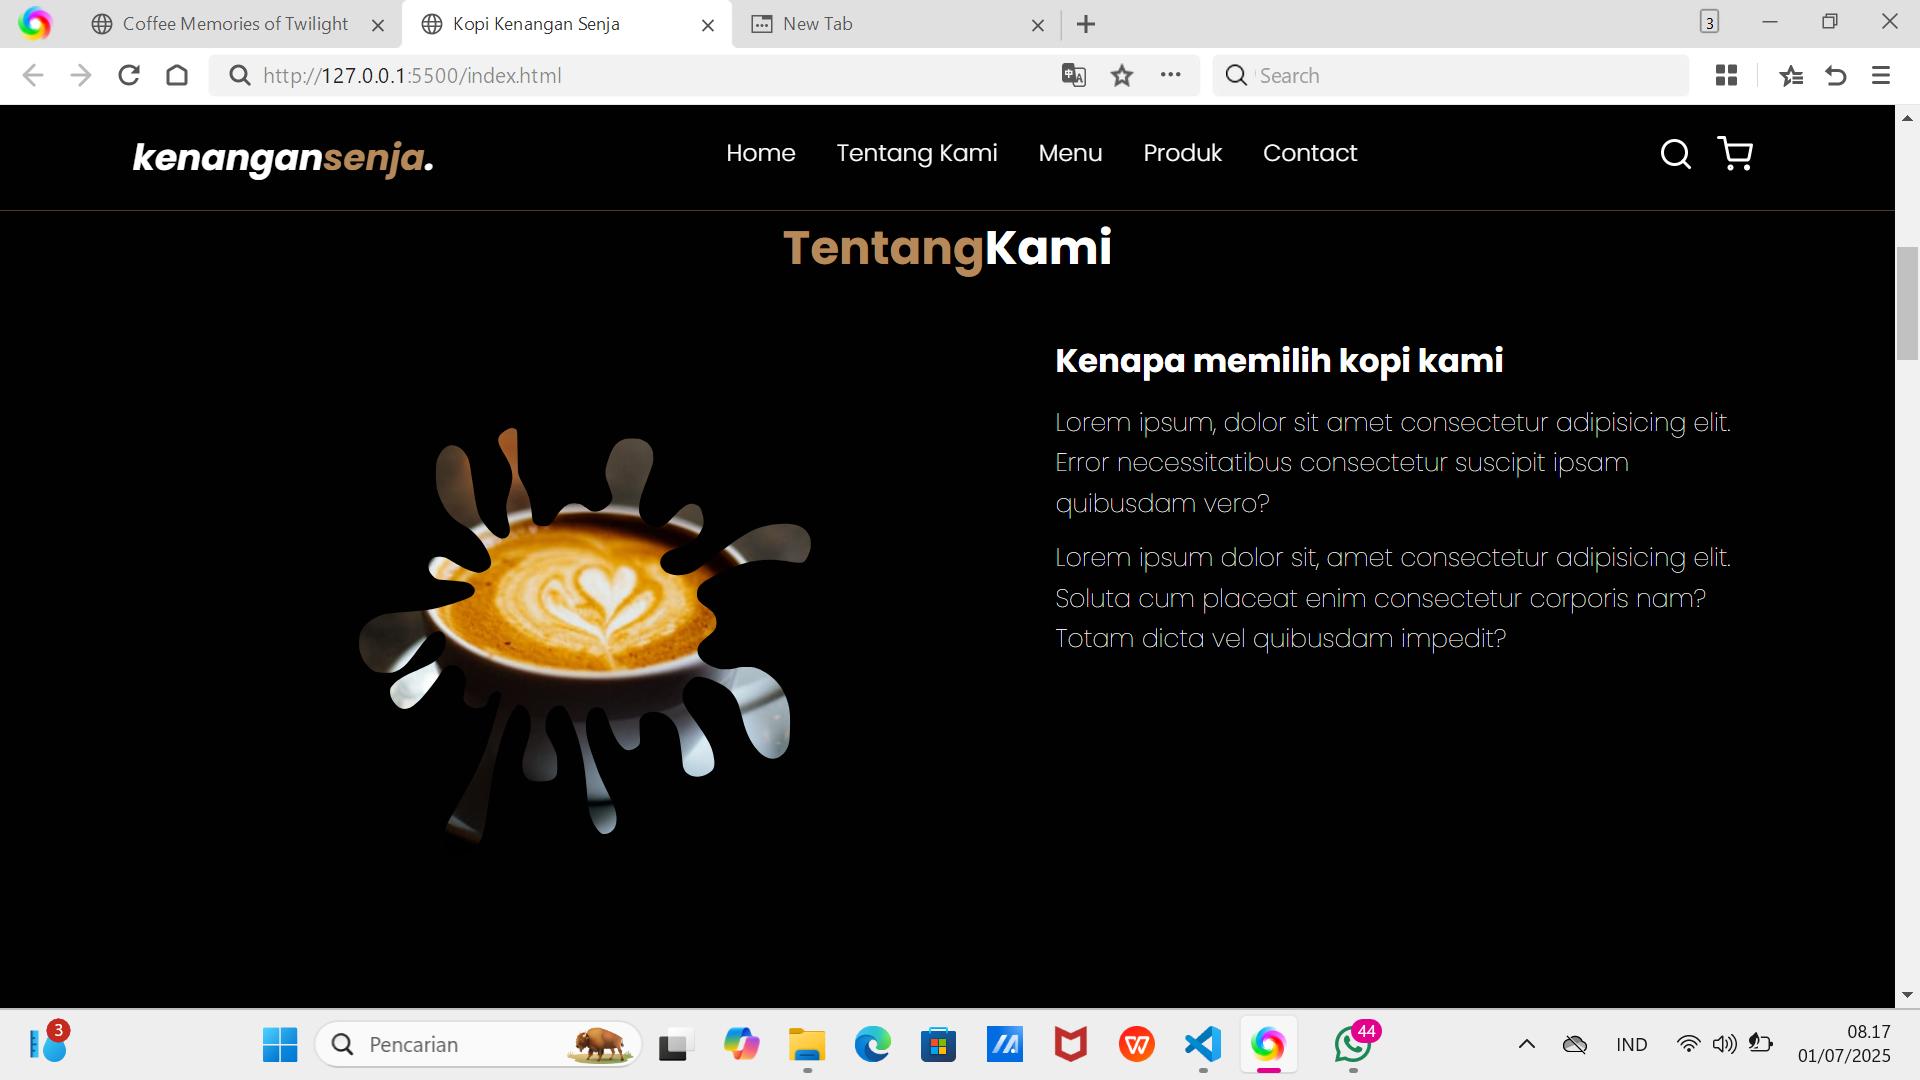 Coffee Memories of Twilight
Kopi Kenangan Senja
New Tab
3
http://127.0.0.1:5500/index.html
Search
kenangansenja.
Home
Tentang Kami
Menu
Produk
Contact
TentangKami
Kenapa memilih kopi kami
Lorem ipsum, dolor sit amet consectetur adipisicing elit.
Error necessitatibus consectetur suscipit ipsam
quibusdam vero?
Lorem ipsum dolor sit, amet consectetur adipisicing elit.
Soluta cum placeat enim consectetur corporis nam?
Totam dicta vel quibusdam impedit?
3
Pencarian
44
IND
08.17
01/07/2025